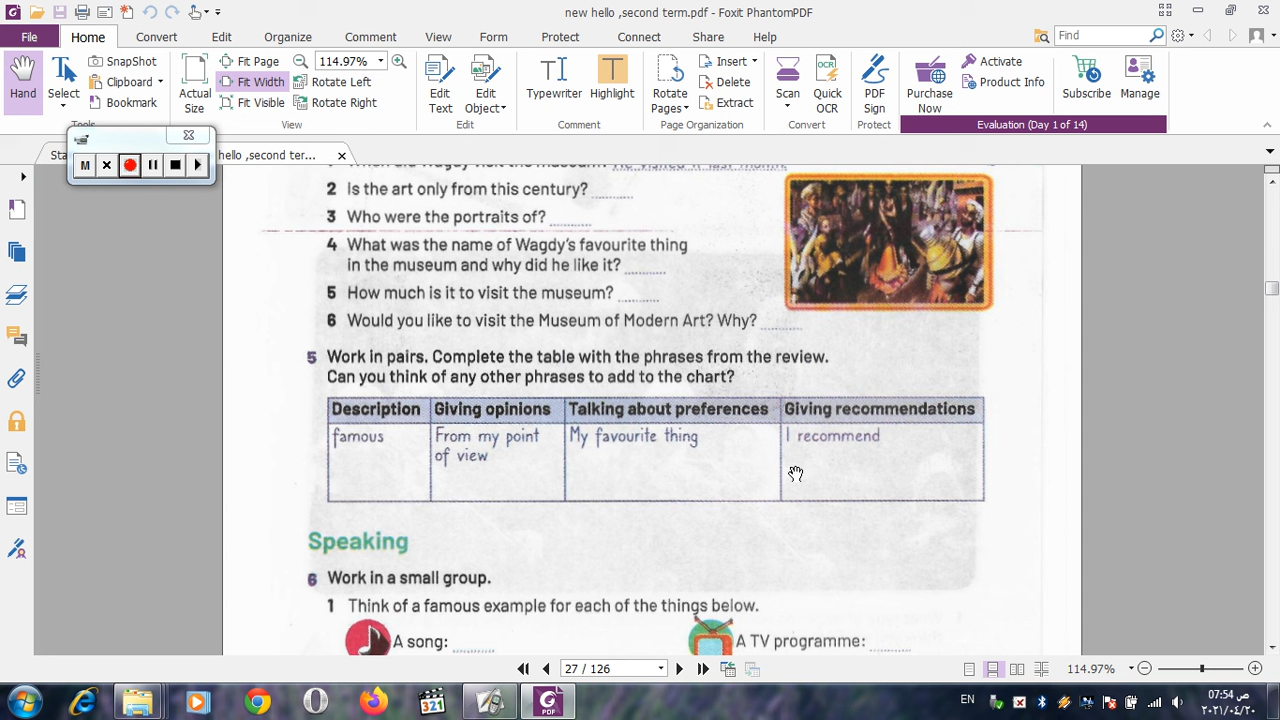 new hello ,second term.pdf - Foxit PhantomPDF
File Home Convert Edit Organize Comment View Form Protect Connect Share Help Find
Hand Select SnapShot Clipboard Bookmark Actual Size Fit Page Fit Width Fit Visible 114.97% Rotate Left Rotate Right Edit Text Edit Object Typewriter Highlight Rotate Pages Insert Delete Extract Scan Quick OCR PDF Sign Purchase Now Activate Product Info Subscribe Manage
Tools View Edit Comment Page Organization Convert Protect Evaluation (Day 1 of 14)
M
Sta hello ,second ter...
2 Is the art only from this century? ........
3 Who were the portraits of? ........
4 What was the name of Wagdy's favourite thing
in the museum and why did he like it? ........
5 How much is it to visit the museum? ........
6 Would you like to visit the Museum of Modern Art? Why? ........
5 Work in pairs. Complete the table with the phrases from the review.
Can you think of any other phrases to add to the chart?
Description Giving opinions Talking about preferences Giving recommendations
famous From my point of view My favourite thing I recommend
Speaking
6 Work in a small group.
1 Think of a famous example for each of the things below.
A song: ........ A TV programme: ........
27 / 126 114.97%
321 PDF EN 07:54 ص
٢٠٢١/٠٤/٢٠